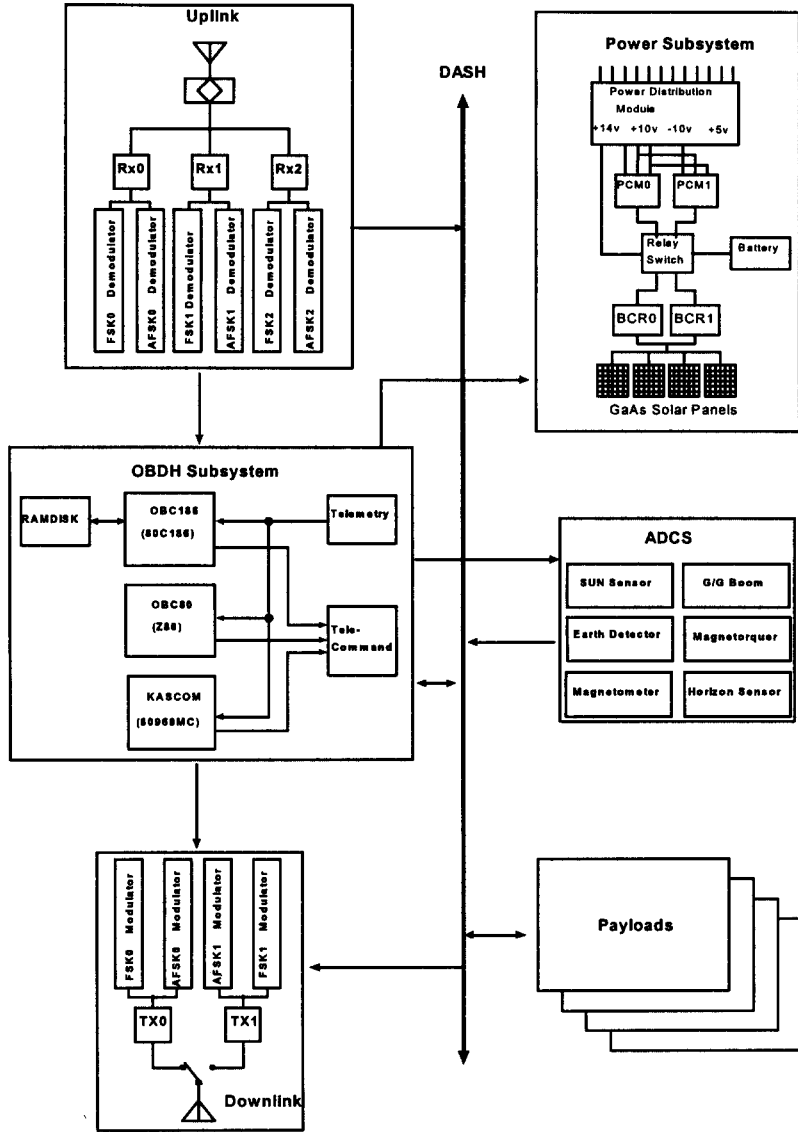 Uplink
Rx0
Rx1
Rx2
FSK0 Demodulator
AFSK0 Demodulator
FSK1 Demodulator
AFSK1 Demodulator
FSK2 Demodulator
AFSK2 Demodulator
DASH
Power Subsystem
Power Distribution
Module
+14v +10v -10v +5v
PCM0
PCM1
Relay
Switch
Battery
BCR0
BCR1
GaAs Solar Panels
OBDH Subsystem
RAMDISK
OBC186
(80C186)
Telemetry
OBC80
(Z80)
Tele-
Command
KASCOM
(80960MC)
ADCS
SUN Sensor
G/G Boom
Earth Detector
Magnetorquer
Magnetometer
Horizon Sensor
FSK0 Modulator
AFSK0 Modulator
AFSK1 Modulator
FSK1 Modulator
TX0
TX1
Downlink
Payloads